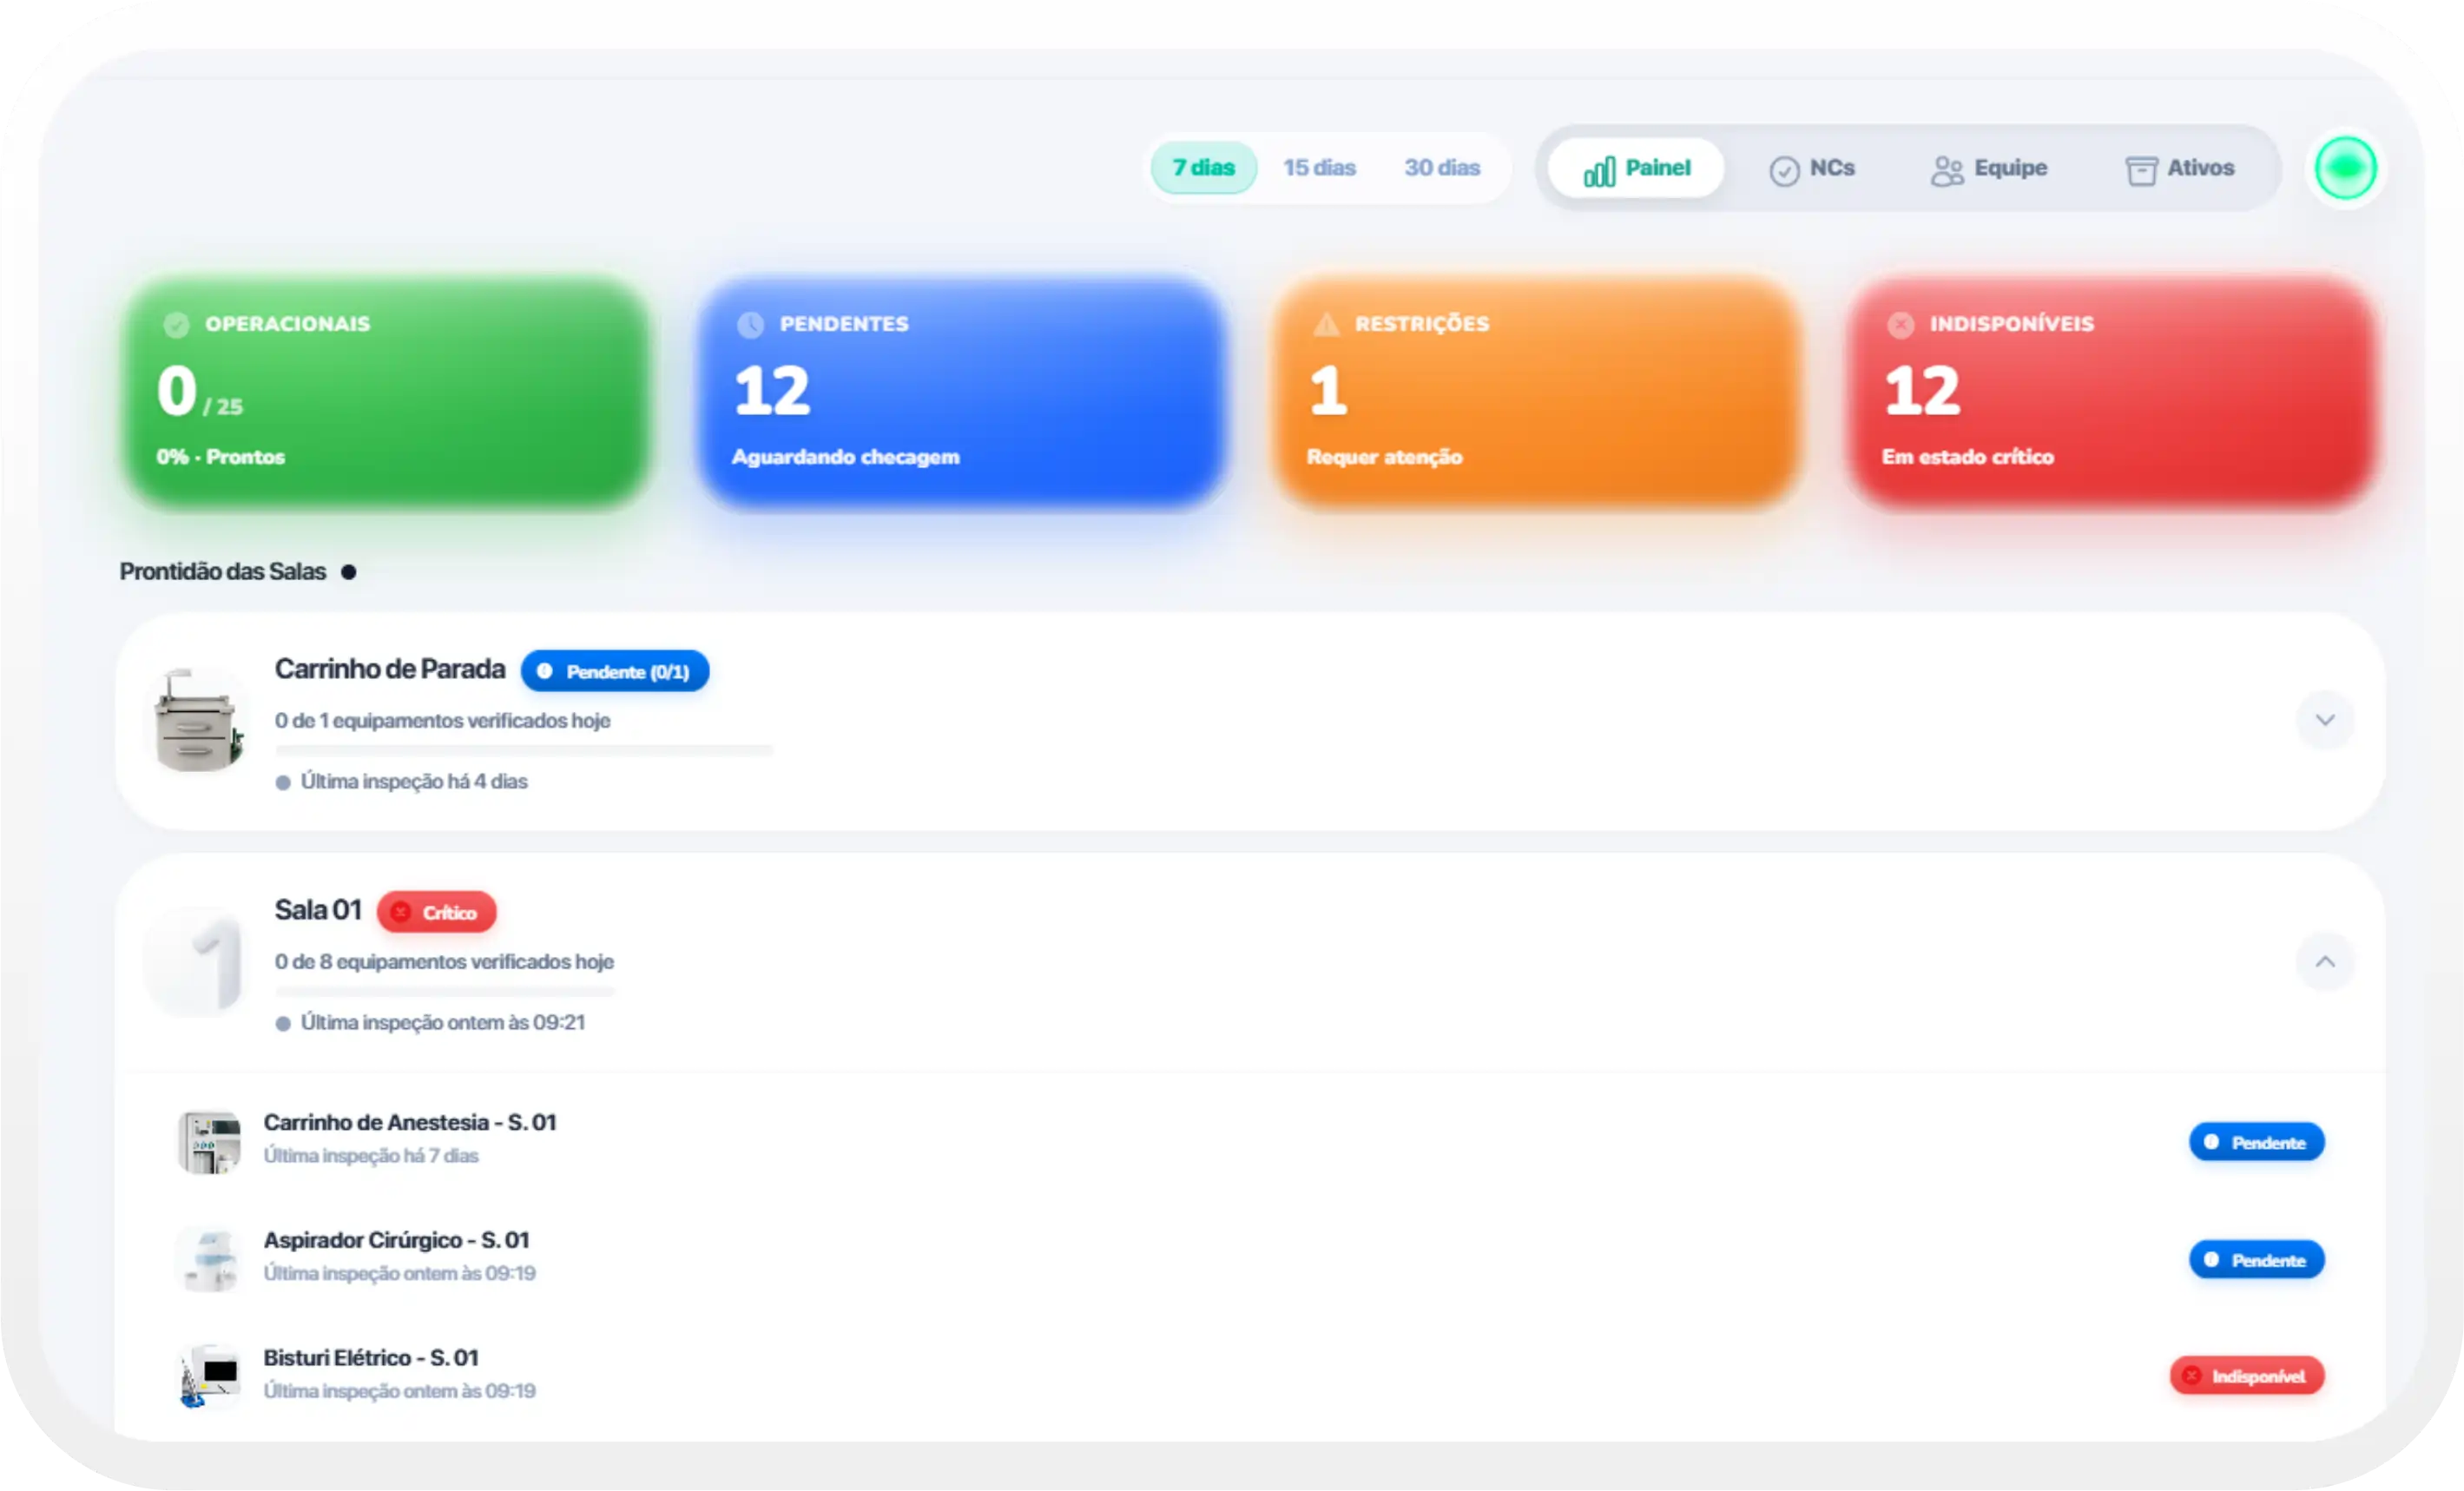 7 dias 15 dias 30 dias Painel NCs Equipe Ativos
OPERACIONAIS
0 / 25
0% · Prontos
PENDENTES
12
Aguardando checagem
RESTRIÇÕES
1
Requer atenção
INDISPONÍVEIS
12
Em estado crítico
Prontidão das Salas
Carrinho de Parada Pendente (0/1)
0 de 1 equipamentos verificados hoje
Última inspeção há 4 dias
1
Sala 01 Crítico
0 de 8 equipamentos verificados hoje
Última inspeção ontem às 09:21
Carrinho de Anestesia - S. 01
Última inspeção há 7 dias
Pendente
Aspirador Cirúrgico - S. 01
Última inspeção ontem às 09:19
Pendente
Bisturi Elétrico - S. 01
Última inspeção ontem às 09:19
Indisponível